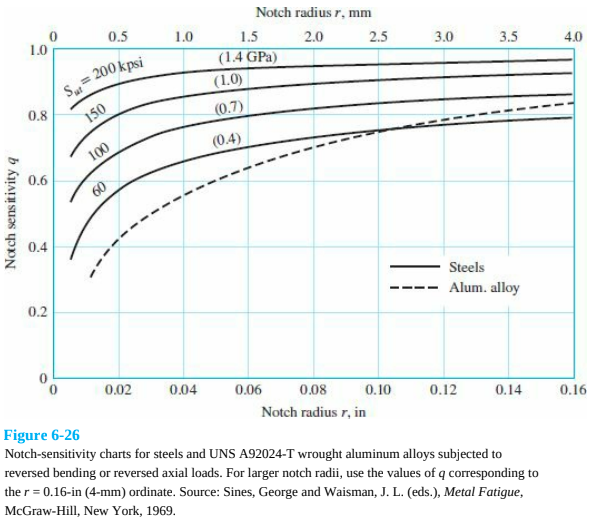 Notch radius r, mm
0 0.5 1.0 1.5 2.0 2.5 3.0 3.5 4.0
1.0
0.8
0.6
0.4
0.2
0
Notch sensitivity q
Sut = 200 kpsi
(1.4 GPa)
150
(1.0)
100
(0.7)
60
(0.4)
Steels
Alum. alloy
0 0.02 0.04 0.06 0.08 0.10 0.12 0.14 0.16
Notch radius r, in
Figure 6-26
Notch-sensitivity charts for steels and UNS A92024-T wrought aluminum alloys subjected to
reversed bending or reversed axial loads. For larger notch radii, use the values of q corresponding to
the r = 0.16-in (4-mm) ordinate. Source: Sines, George and Waisman, J. L. (eds.), Metal Fatigue,
McGraw-Hill, New York, 1969.